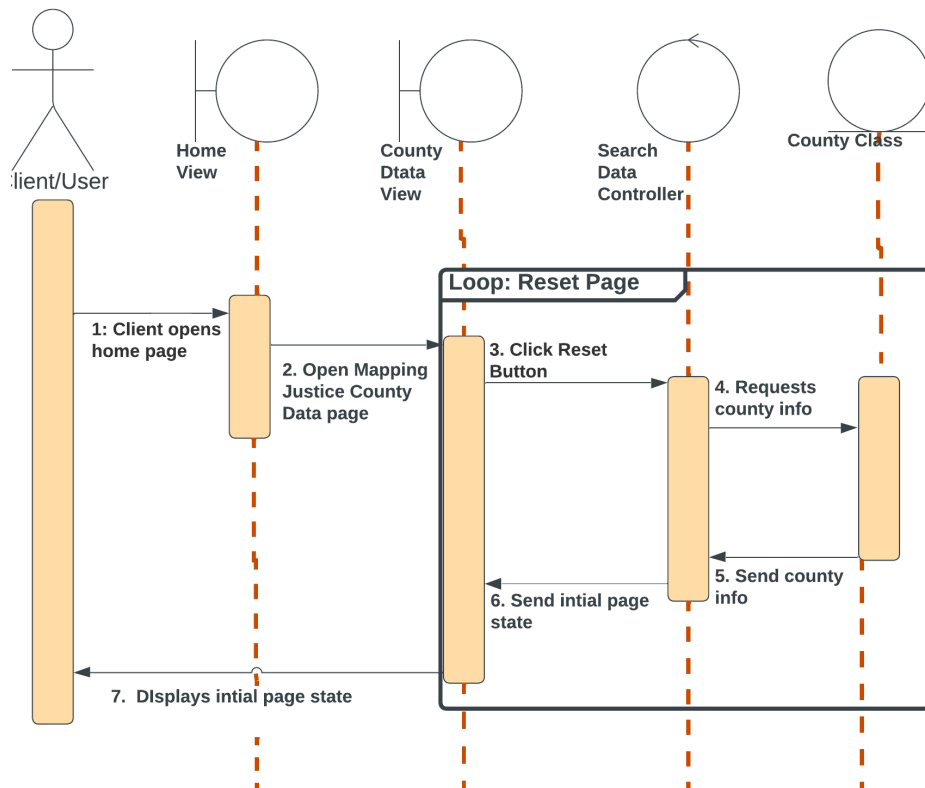 lient/User
Home
View
County
Dtata
View
Search
Data
Controller
County Class
Loop: Reset Page
1: Client opens
home page
2. Open Mapping
Justice County
Data page
3. Click Reset
Button
4. Requests
county info
5. Send county
info
6. Send intial page
state
7. DIsplays intial page state